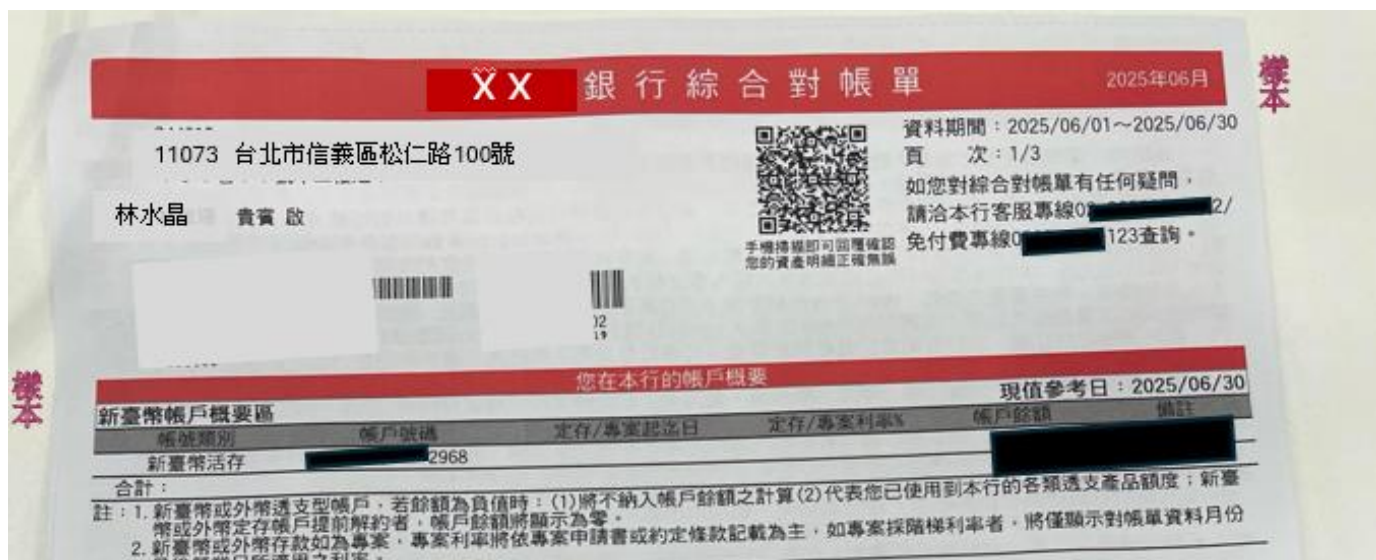 XX 銀行綜合對帳單
2025年06月
樣本
11073 台北市信義區松仁路100號
林水晶 貴賓 啟
手機掃描即可回覆確認
您的資產明細正確無誤
資料期間：2025/06/01～2025/06/30
頁 次：1/3
如您對綜合對帳單有任何疑問，
請洽本行客服專線0 2/
免付費專線0 123查詢。
02
19
樣本
您在本行的帳戶概要
現值參考日：2025/06/30
新臺幣帳戶概要區
帳號類別 帳戶號碼 定存/專案起迄日 定存/專案利率% 帳戶餘額 備註
新臺幣活存 2968
合計：
註：1. 新臺幣或外幣透支型帳戶，若餘額為負值時：(1)將不納入帳戶餘額之計算(2)代表您已使用到本行的各類透支產品額度；新臺
幣或外幣定存帳戶提前解約者，帳戶餘額將顯示為零。
2. 新臺幣或外幣存款如為專案，專案利率將依專案申請書或約定條款記載為主，如專案採階梯利率者，將僅顯示對帳單資料月份